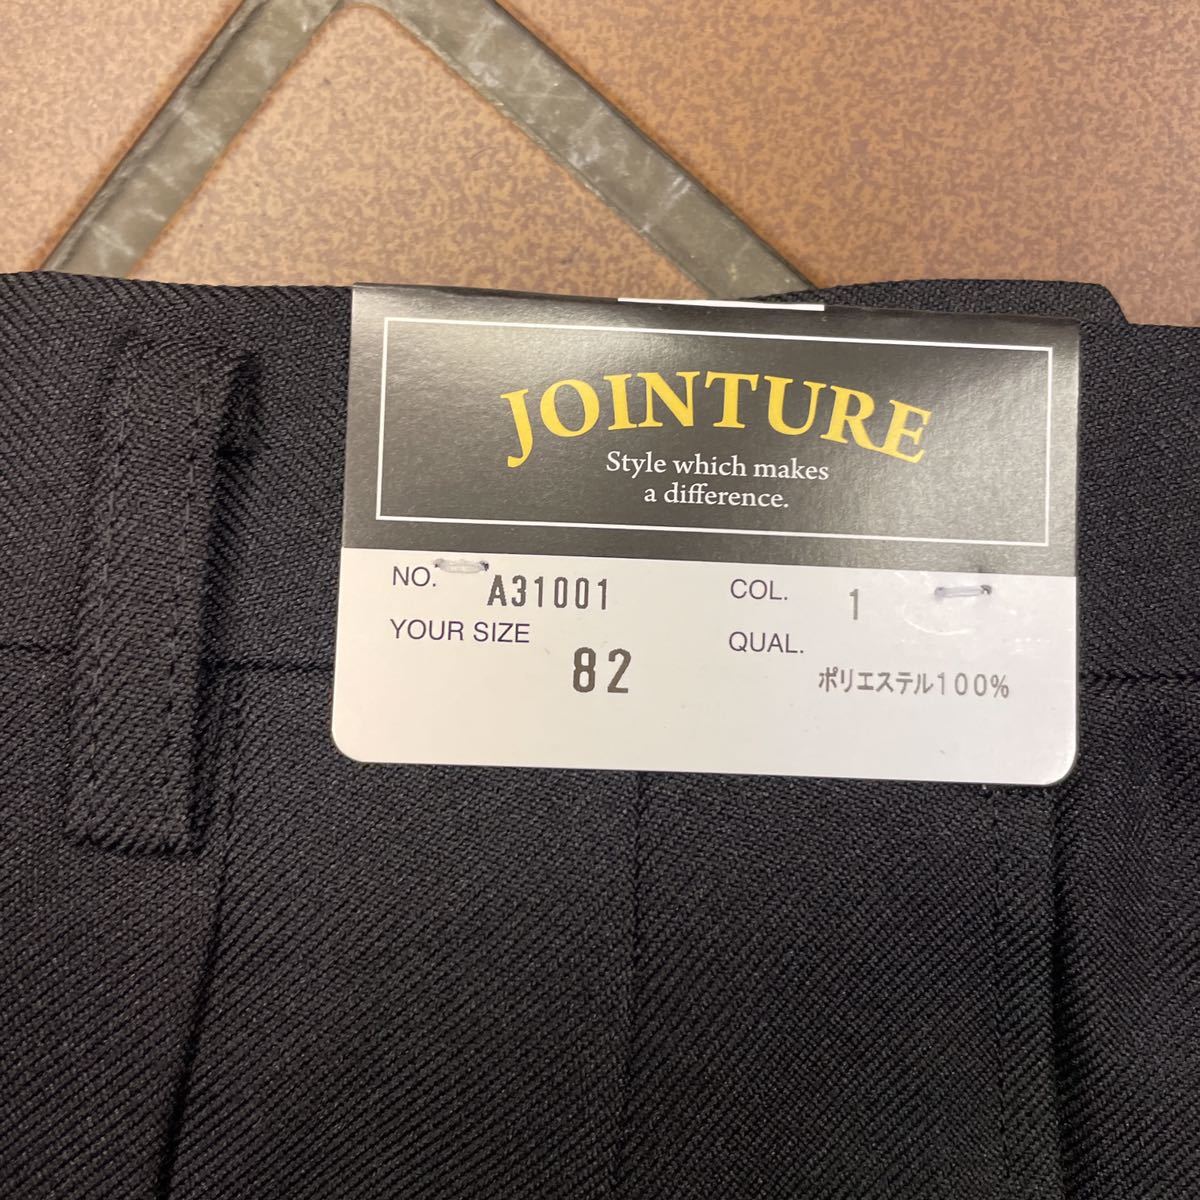 JOINTURE
Style which makes
a difference.
NO. A31001
COL. 1
YOUR SIZE 82
QUAL. ポリエステル100%